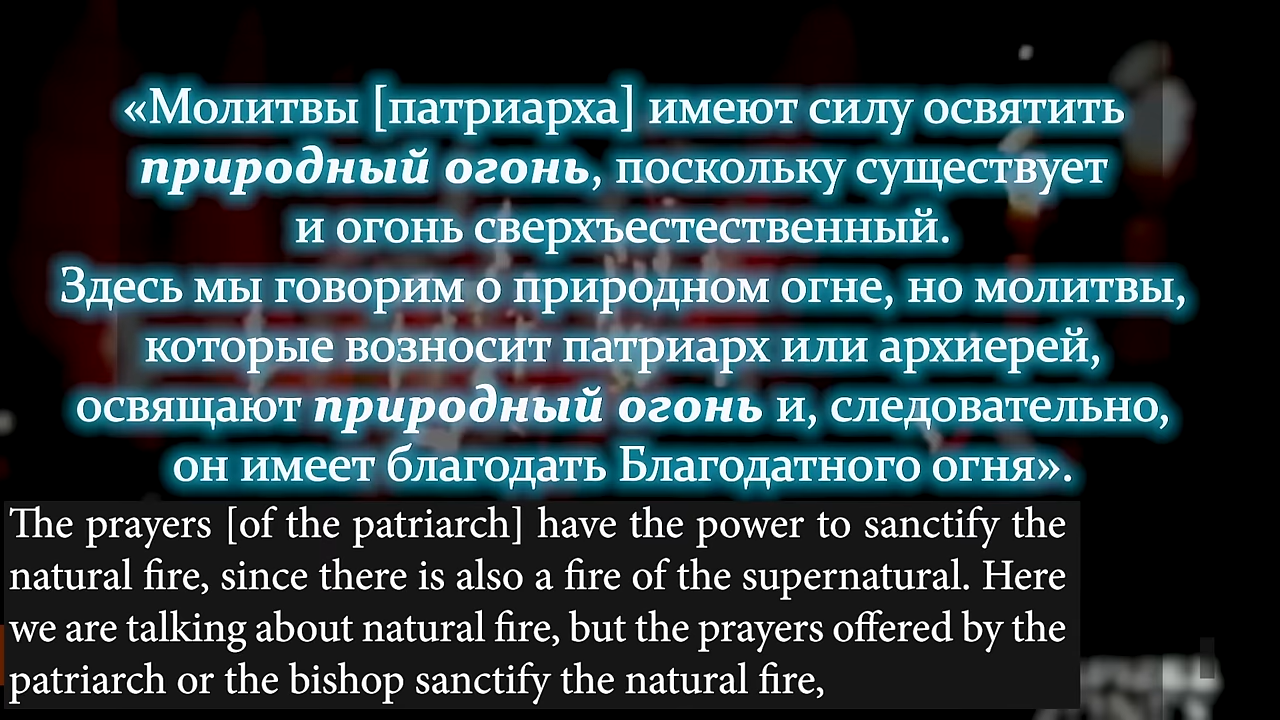 «Молитвы [патриарха] имеют силу освятить
природный огонь, поскольку существует
и огонь сверхъестественный.
Здесь мы говорим о природном огне, но молитвы,
которые возносит патриарх или архиерей,
освящают природный огонь и, следовательно,
он имеет благодать Благодатного огня».
The prayers [of the patriarch] have the power to sanctify the
natural fire, since there is also a fire of the supernatural. Here
we are talking about natural fire, but the prayers offered by the
patriarch or the bishop sanctify the natural fire,